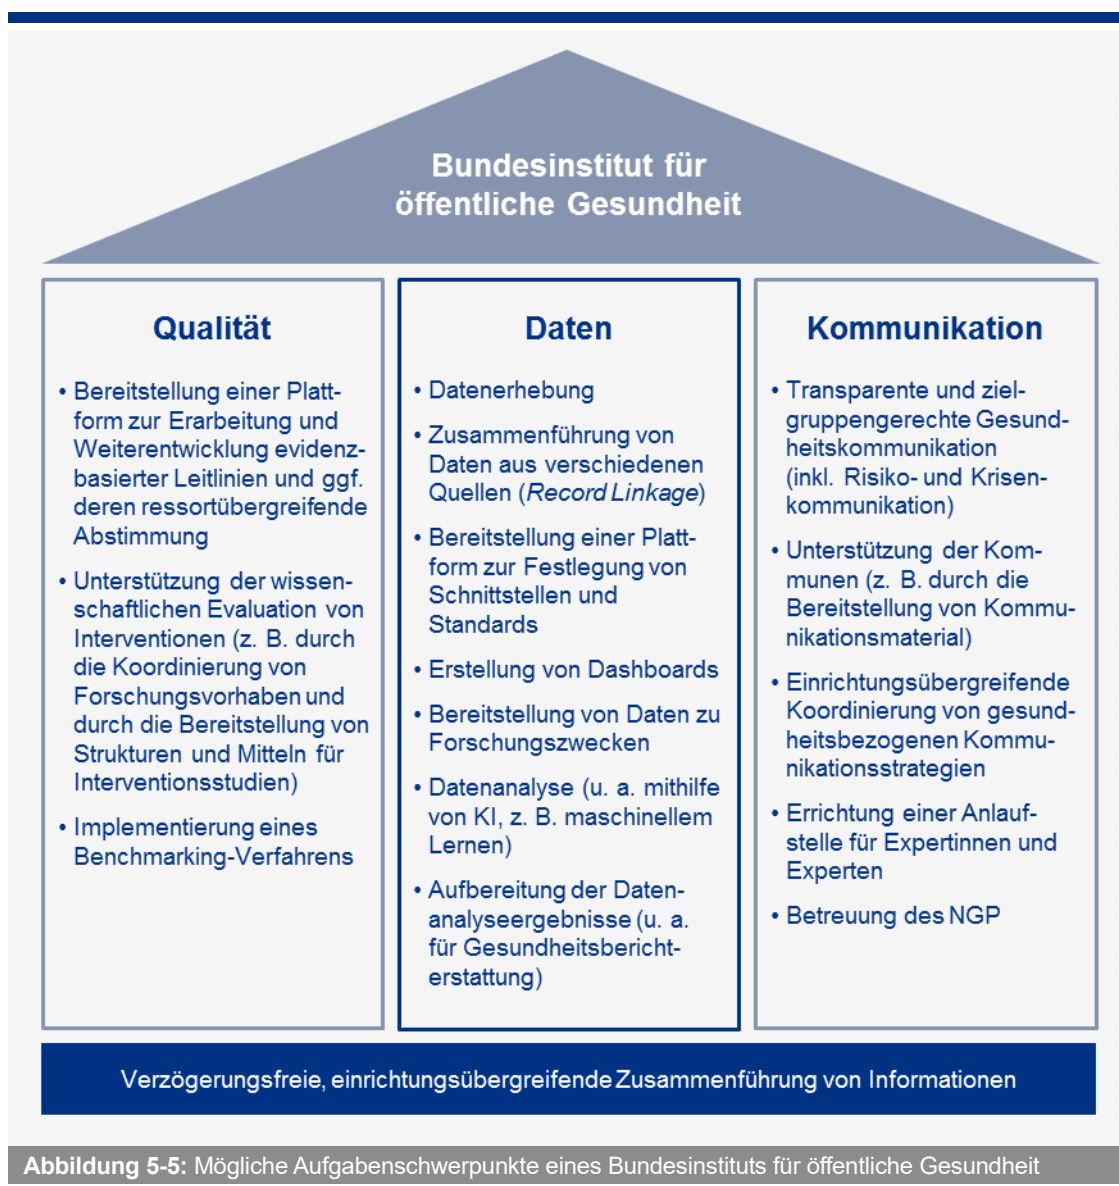 Bundesinstitut für
öffentliche Gesundheit
Qualität
• Bereitstellung einer Platt-
form zur Erarbeitung und
Weiterentwicklung evidenz-
basierter Leitlinien und ggf.
deren ressortübergreifende
Abstimmung
• Unterstützung der wissen-
schaftlichen Evaluation von
Interventionen (z. B. durch
die Koordinierung von
Forschungsvorhaben und
durch die Bereitstellung von
Strukturen und Mitteln für
Interventionsstudien)
• Implementierung eines
Benchmarking-Verfahrens
Daten
• Datenerhebung
• Zusammenführung von
Daten aus verschiedenen
Quellen (Record Linkage)
• Bereitstellung einer Platt-
form zur Festlegung von
Schnittstellen und
Standards
• Erstellung von Dashboards
• Bereitstellung von Daten zu
Forschungszwecken
• Datenanalyse (u. a. mithilfe
von KI, z. B. maschinellem
Lernen)
• Aufbereitung der Daten-
analyseergebnisse (u. a.
für Gesundheitsbericht-
erstattung)
Kommunikation
• Transparente und ziel-
gruppengerechte Gesund-
heitskommunikation
(inkl. Risiko- und Krisen-
kommunikation)
• Unterstützung der Kom-
munen (z. B. durch die
Bereitstellung von Kommu-
nikationsmaterial)
• Einrichtungsübergreifende
Koordinierung von gesund-
heitsbezogenen Kommu-
nikationsstrategien
• Errichtung einer Anlauf-
stelle für Expertinnen und
Experten
• Betreuung des NGP
Verzögerungsfreie, einrichtungsübergreifende Zusammenführung von Informationen
Abbildung 5-5: Mögliche Aufgabenschwerpunkte eines Bundesinstituts für öffentliche Gesundheit